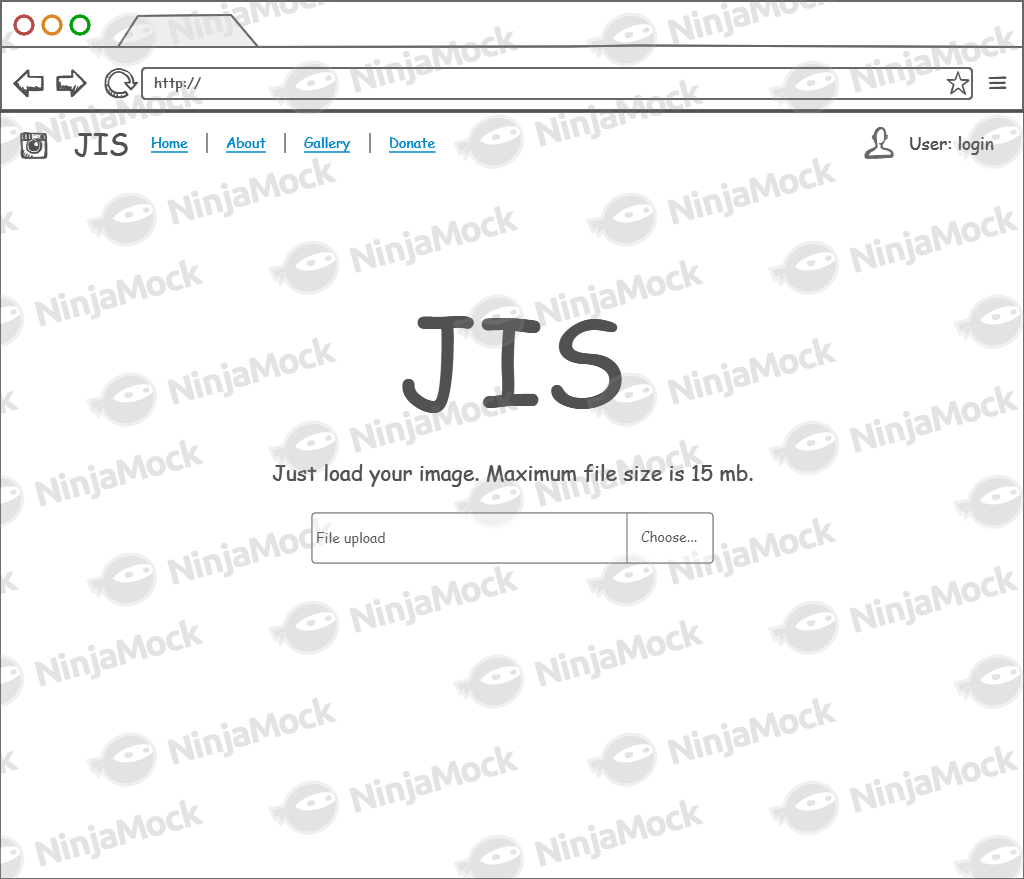 http://
JIS
Home | About | Gallery | Donate
User: login
JIS
Just load your image. Maximum file size is 15 mb.
File upload
Choose...
NinjaMock